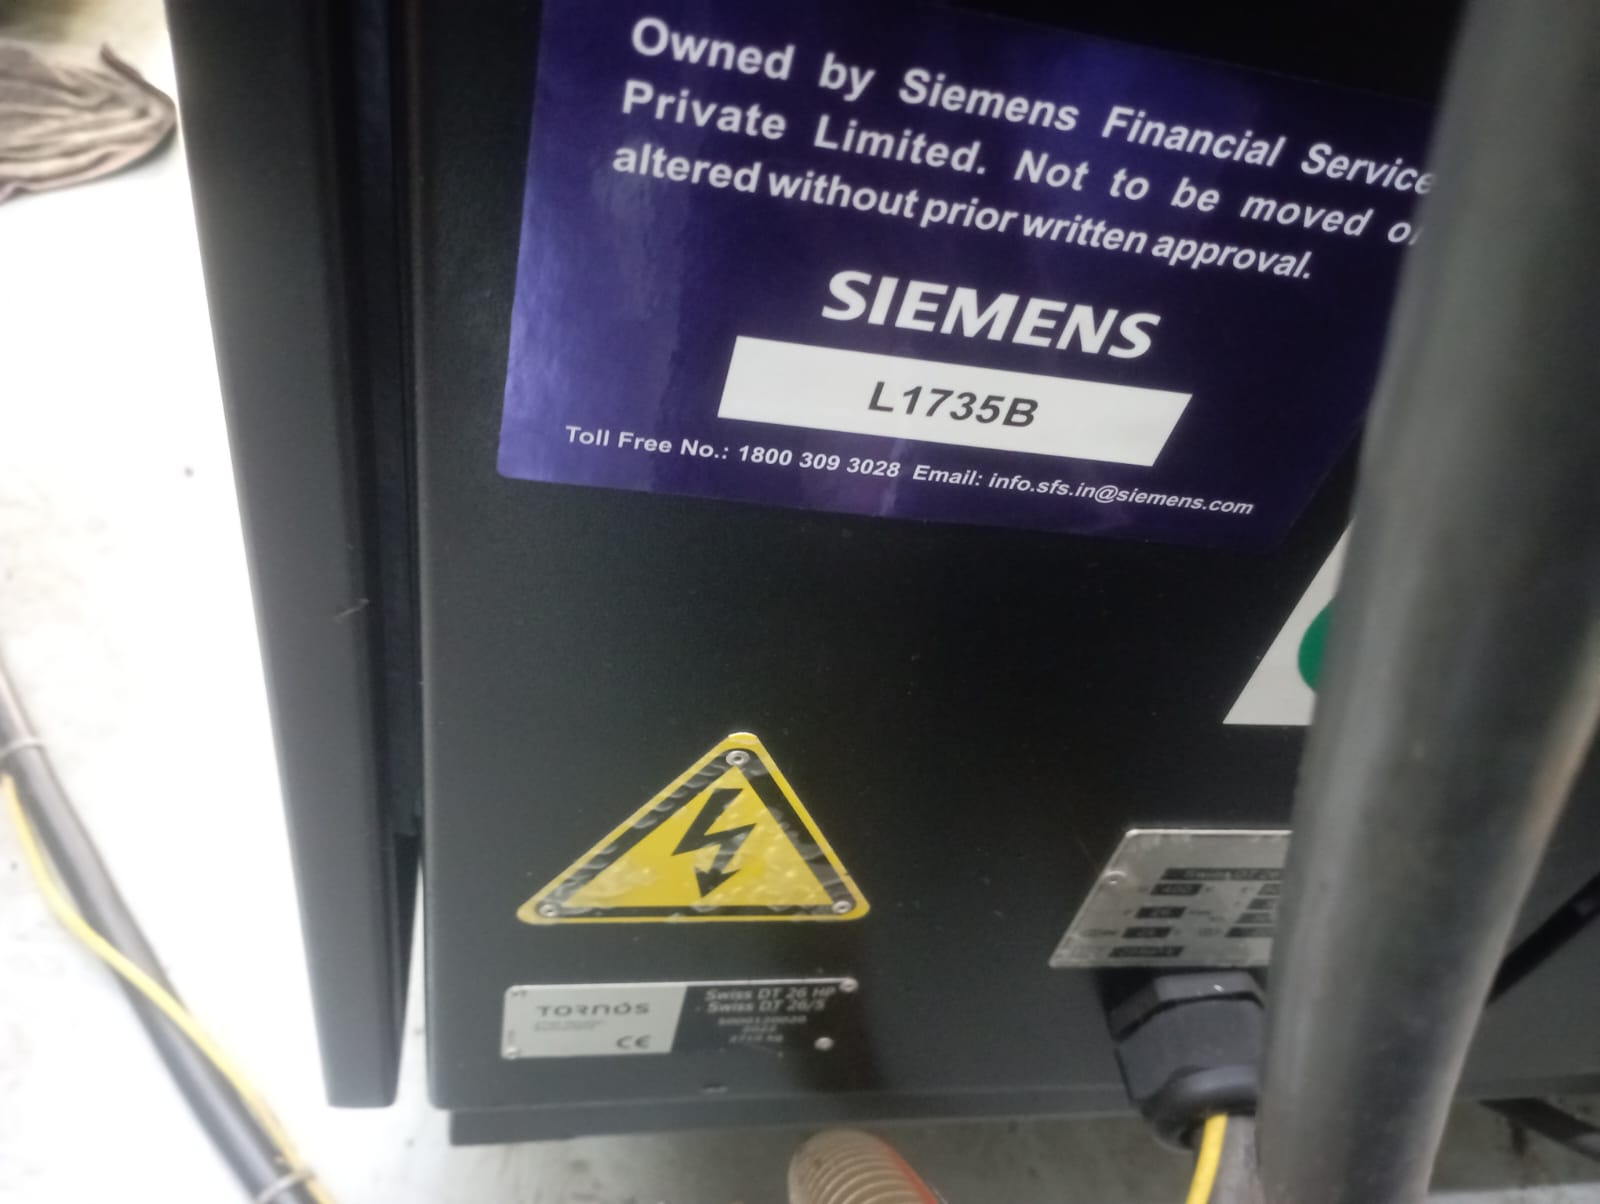 Owned by Siemens Financial Service
Private Limited. Not to be moved o
altered without prior written approval.
SIEMENS
L1735B
Toll Free No.: 1800 309 3028 Email: info.sfs.in@siemens.com
TORNOS
CE
Swiss DT 26 HP
Swiss DT 26/5